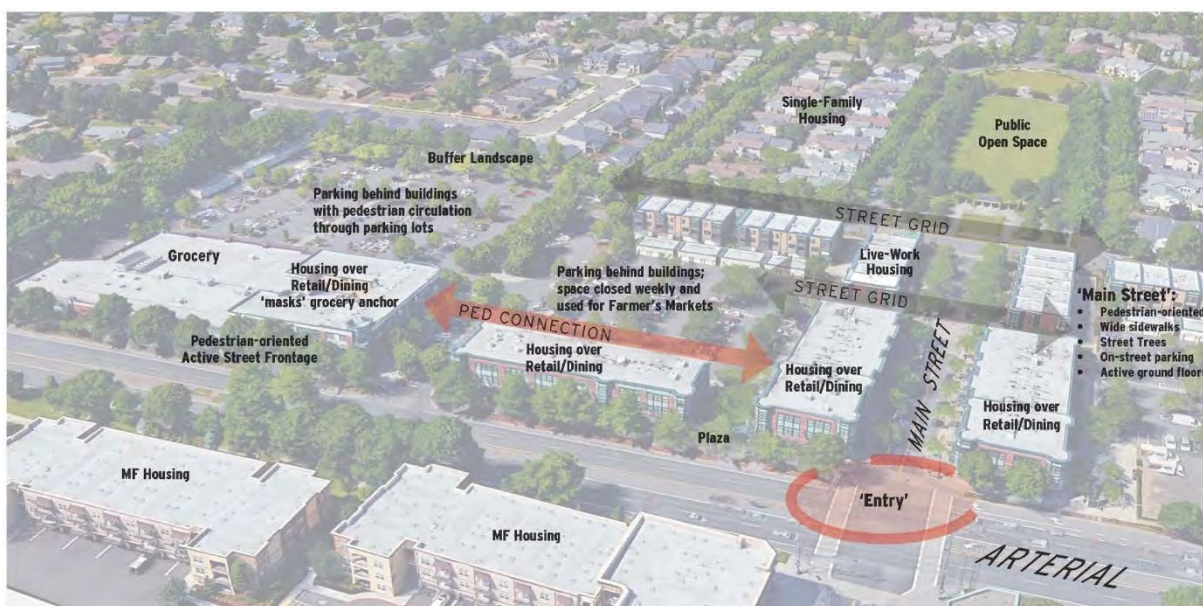 Single-Family
Housing
Public
Open Space
Buffer Landscape
Parking behind buildings
with pedestrian circulation
through parking lots
STREET GRID
Grocery
Housing over
Retail/Dining
'masks' grocery anchor
Live-Work
Housing
Parking behind buildings;
space closed weekly and
used for Farmer's Markets
STREET GRID
'Main Street':
• Pedestrian-oriented
• Wide sidewalks
• Street Trees
• On-street parking
• Active ground floor
PED CONNECTION
Pedestrian-oriented
Active Street Frontage
Housing over
Retail/Dining
Housing over
Retail/Dining
MAIN STREET
Housing over
Retail/Dining
Plaza
MF Housing
'Entry'
MF Housing
ARTERIAL